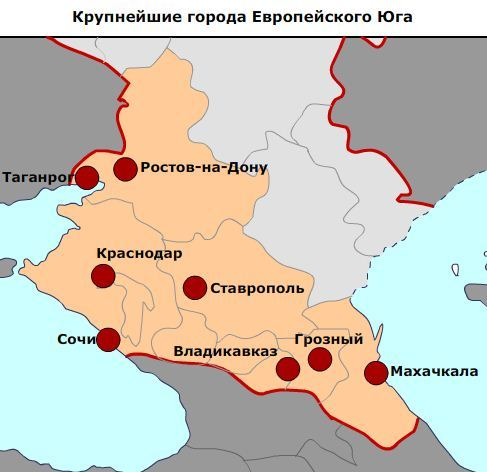 Крупнейшие города Европейского Юга
Ростов-на-Дону
Таганрог
Краснодар
Ставрополь
Сочи
Грозный
Владикавказ
Махачкала